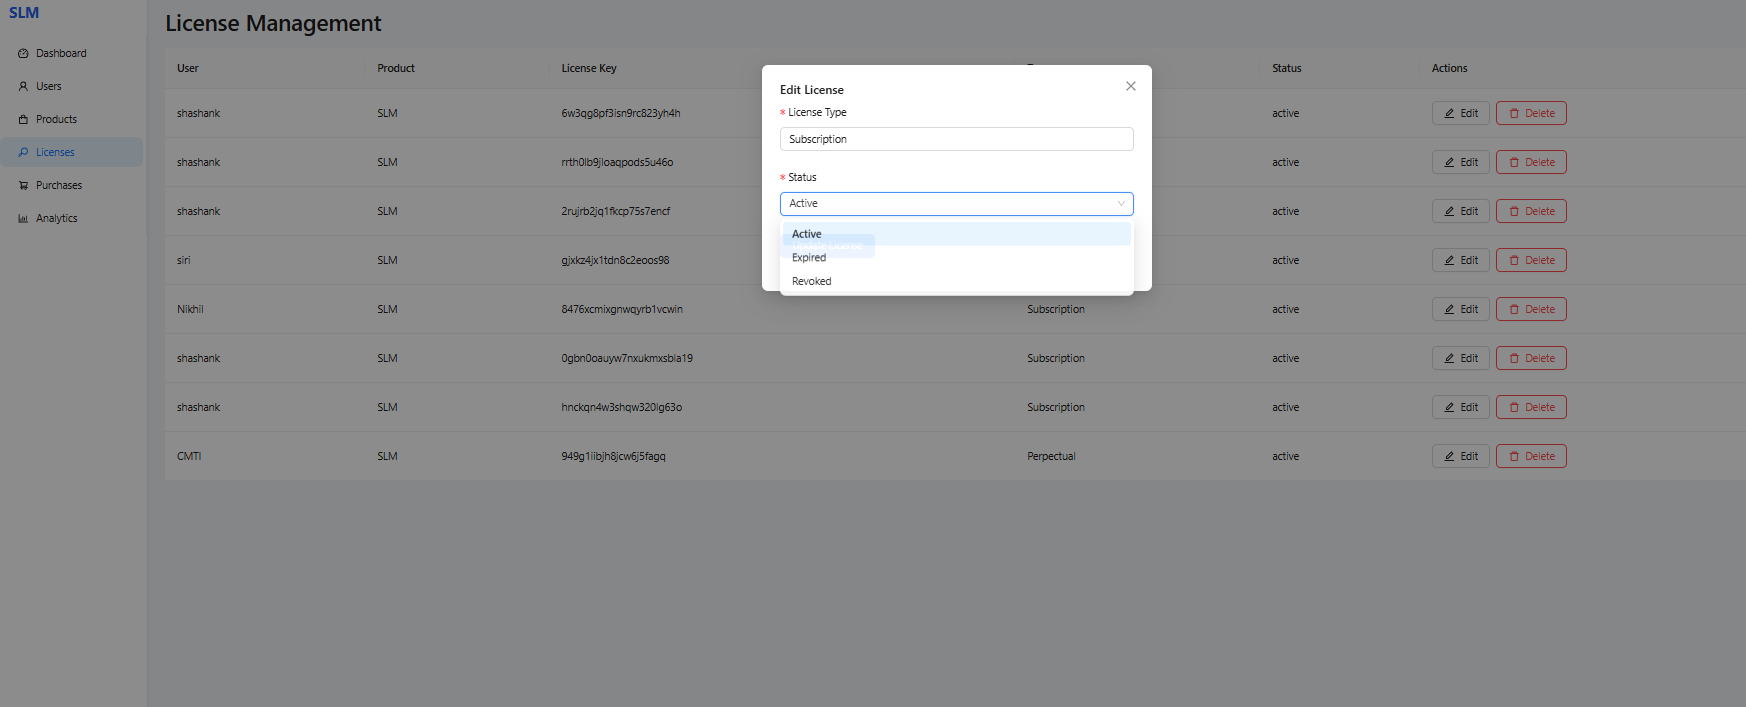 SLM
License Management
Dashboard
Users
Products
Licenses
Purchases
Analytics
User Product License Key Status Actions
shashank SLM 6w3qg8pf3isn9rc823yh4h active Edit Delete
shashank SLM rrth0lb9jloaqpods5u46o active Edit Delete
shashank SLM 2rujrb2jq1fkcp75s7encf active Edit Delete
siri SLM gjxkz4jx1tdn8c2eoos98 active Edit Delete
Nikhil SLM 8476xcmixgnwqyrb1vcwin Subscription active Edit Delete
shashank SLM 0gbn0oauyw7nxukmxsbla19 Subscription active Edit Delete
shashank SLM hnckqn4w3shqw320lg63o Subscription active Edit Delete
CMTI SLM 949g1iibjh8jcw6j5fagq Perpectual active Edit Delete
Edit License
* License Type
Subscription
* Status
Active
Active
Update License
Expired
Revoked